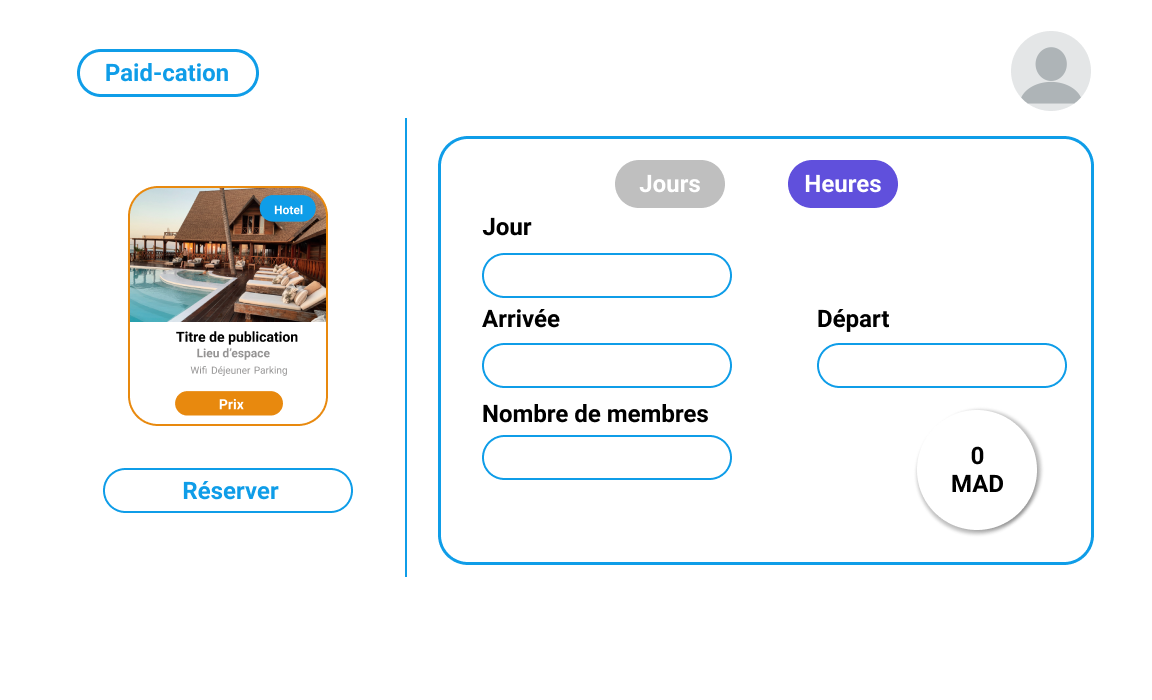 Paid-cation
Hotel
Titre de publication
Lieu d'espace
Wifi Déjeuner Parking
Prix
Réserver
Jours
Heures
Jour
Arrivée
Départ
Nombre de membres
0
MAD